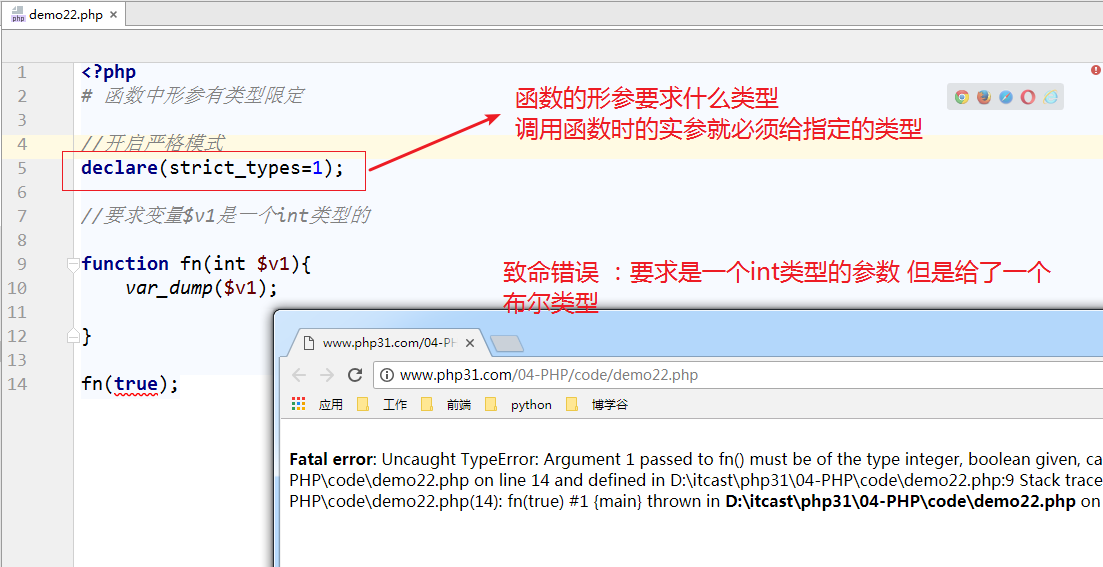 demo22.php
1 <?php
2 # 函数中形参有类型限定
3
4 //开启严格模式
5 declare(strict_types=1);
6
7 //要求变量$v1是一个int类型的
8
9 function fn(int $v1){
10 var_dump($v1);
11
12 }
13
14 fn(true);
函数的形参要求什么类型
调用函数时的实参就必须给指定的类型
致命错误 ：要求是一个int类型的参数 但是给了一个
布尔类型
www.php31.com/04-PH
www.php31.com/04-PHP/code/demo22.php
应用 工作 前端 python 博学谷
Fatal error: Uncaught TypeError: Argument 1 passed to fn() must be of the type integer, boolean given, ca
PHP\code\demo22.php on line 14 and defined in D:\itcast\php31\04-PHP\code\demo22.php:9 Stack trace
PHP\code\demo22.php(14): fn(true) #1 {main} thrown in D:\itcast\php31\04-PHP\code\demo22.php on